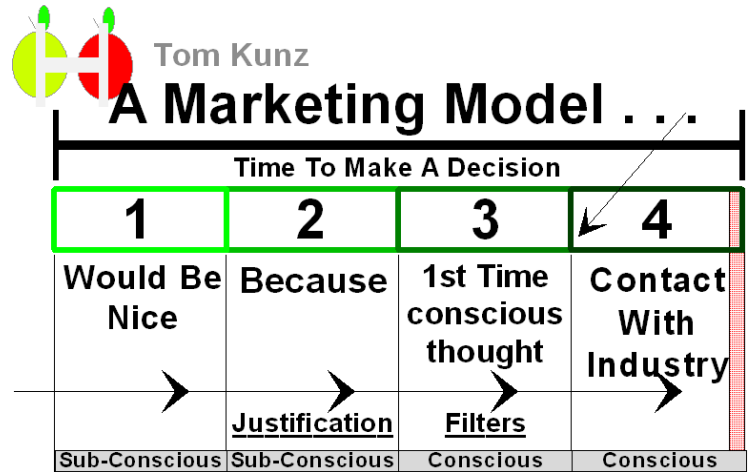 Tom Kunz
A Marketing Model . . .
Time To Make A Decision
1 2 3 4
Would Be
Nice
Because
1st Time
conscious
thought
Contact
With
Industry
Justification
Filters
Sub-Conscious Sub-Conscious Conscious Conscious